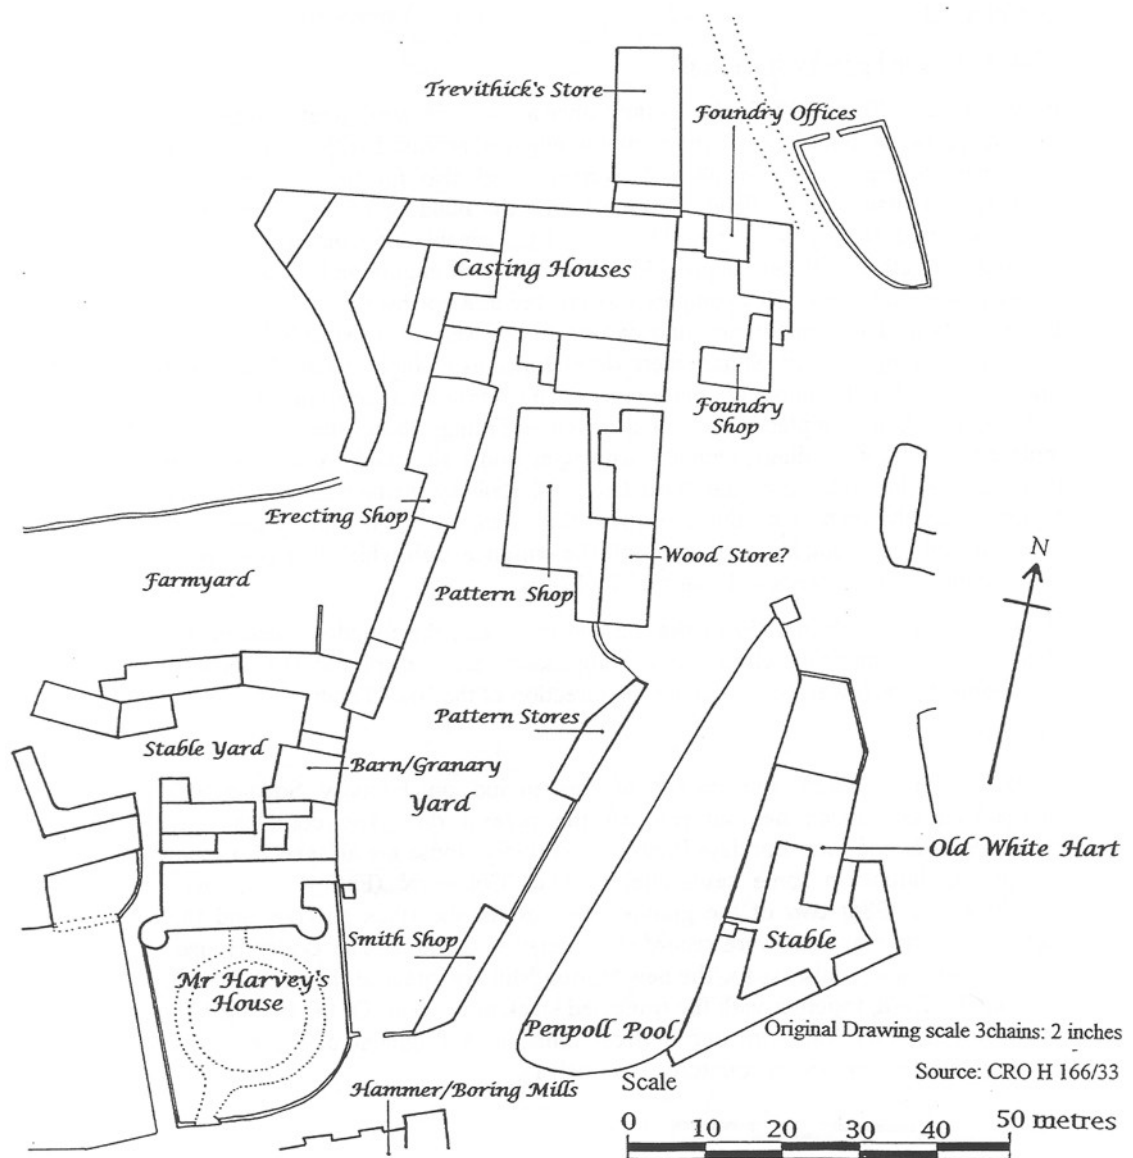 Trevithick's Store
Foundry Offices
Casting Houses
Foundry
Shop
Erecting Shop
Wood Store?
N
Farmyard
Pattern Shop
Pattern Stores
Stable Yard
Barn/Granary
Yard
Old White Hart
Smith Shop
Stable
Mr Harvey's
House
Penpoll Pool
Original Drawing scale 3chains: 2 inches
Source: CRO H 166/33
Hammer/Boring Mills
Scale
0 10 20 30 40 50 metres